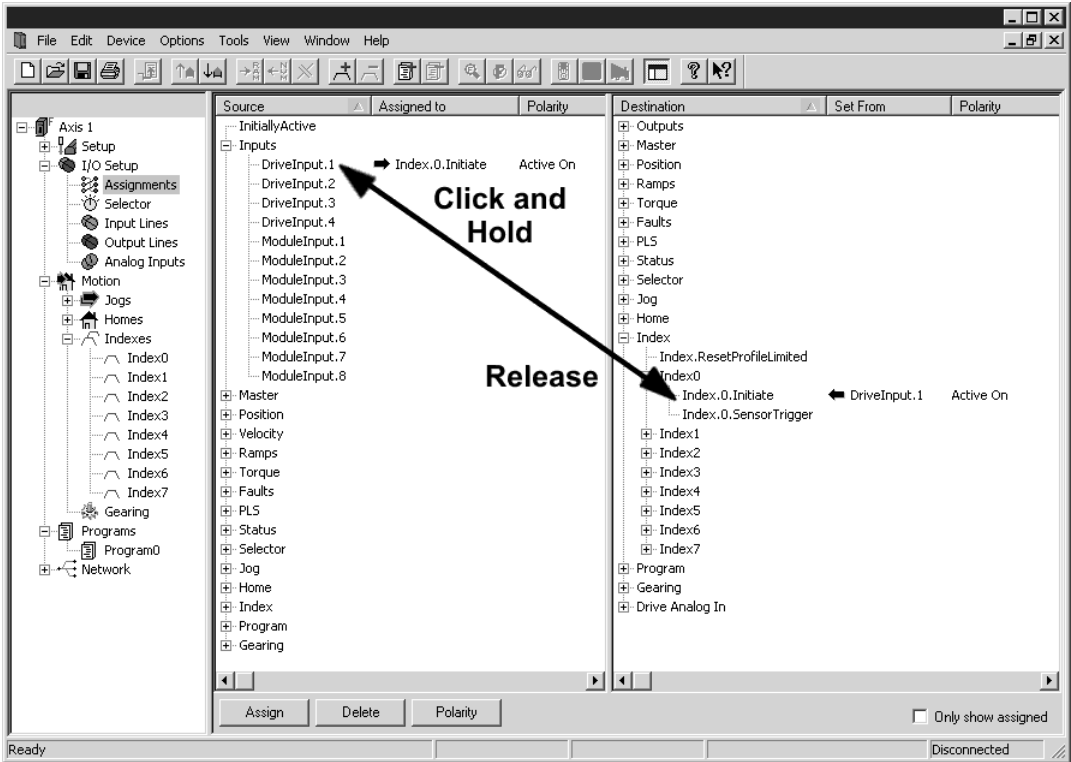 File Edit Device Options Tools View Window Help
Axis 1
Setup
I/O Setup
Assignments
Selector
Input Lines
Output Lines
Analog Inputs
Motion
Jogs
Homes
Indexes
Index0
Index1
Index2
Index3
Index4
Index5
Index6
Index7
Gearing
Programs
Program0
Network
Source Assigned to Polarity
InitiallyActive
Inputs
DriveInput.1 Index.0.Initiate Active On
DriveInput.2
DriveInput.3
DriveInput.4
ModuleInput.1
ModuleInput.2
ModuleInput.3
ModuleInput.4
ModuleInput.5
ModuleInput.6
ModuleInput.7
ModuleInput.8
Master
Position
Velocity
Ramps
Torque
Faults
PLS
Status
Selector
Jog
Home
Index
Program
Gearing
Click and
Hold
Release
Destination Set From Polarity
Outputs
Master
Position
Ramps
Torque
Faults
PLS
Status
Selector
Jog
Home
Index
Index.ResetProfileLimited
Index0
Index.0.Initiate DriveInput.1 Active On
Index.0.SensorTrigger
Index1
Index2
Index3
Index4
Index5
Index6
Index7
Program
Gearing
Drive Analog In
Assign Delete Polarity
Only show assigned
Ready Disconnected